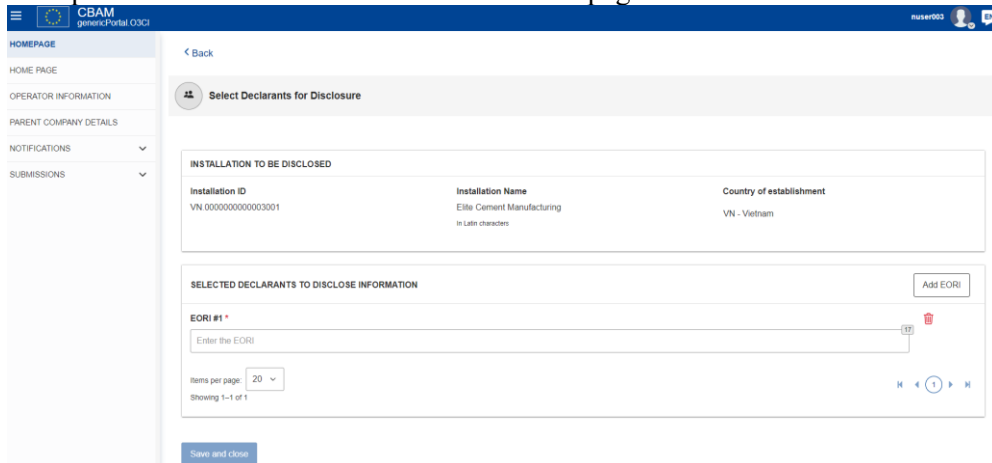 CBAM
genericPortal.O3CI
nuser003
HOMEPAGE
HOME PAGE
OPERATOR INFORMATION
PARENT COMPANY DETAILS
NOTIFICATIONS
SUBMISSIONS
Back
Select Declarants for Disclosure
INSTALLATION TO BE DISCLOSED
Installation ID Installation Name Country of establishment
VN.0000000000003001 Elite Cement Manufacturing VN - Vietnam
In Latin characters
SELECTED DECLARANTS TO DISCLOSE INFORMATION Add EORI
EORI #1 *
17
Enter the EORI
Items per page: 20
1
Showing 1–1 of 1
Save and close